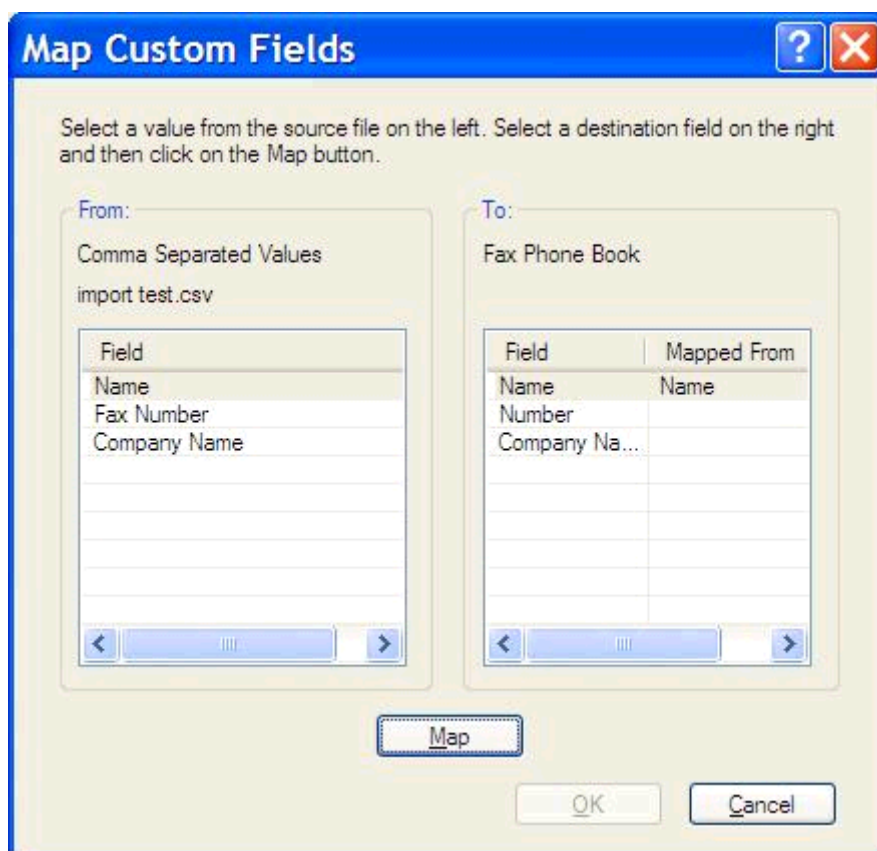 Map Custom Fields
Select a value from the source file on the left. Select a destination field on the right
and then click on the Map button.
From:
Comma Separated Values
import test.csv
Field
Name
Fax Number
Company Name
To:
Fax Phone Book
Field Mapped From
Name Name
Number
Company Na...
Map
OK Cancel